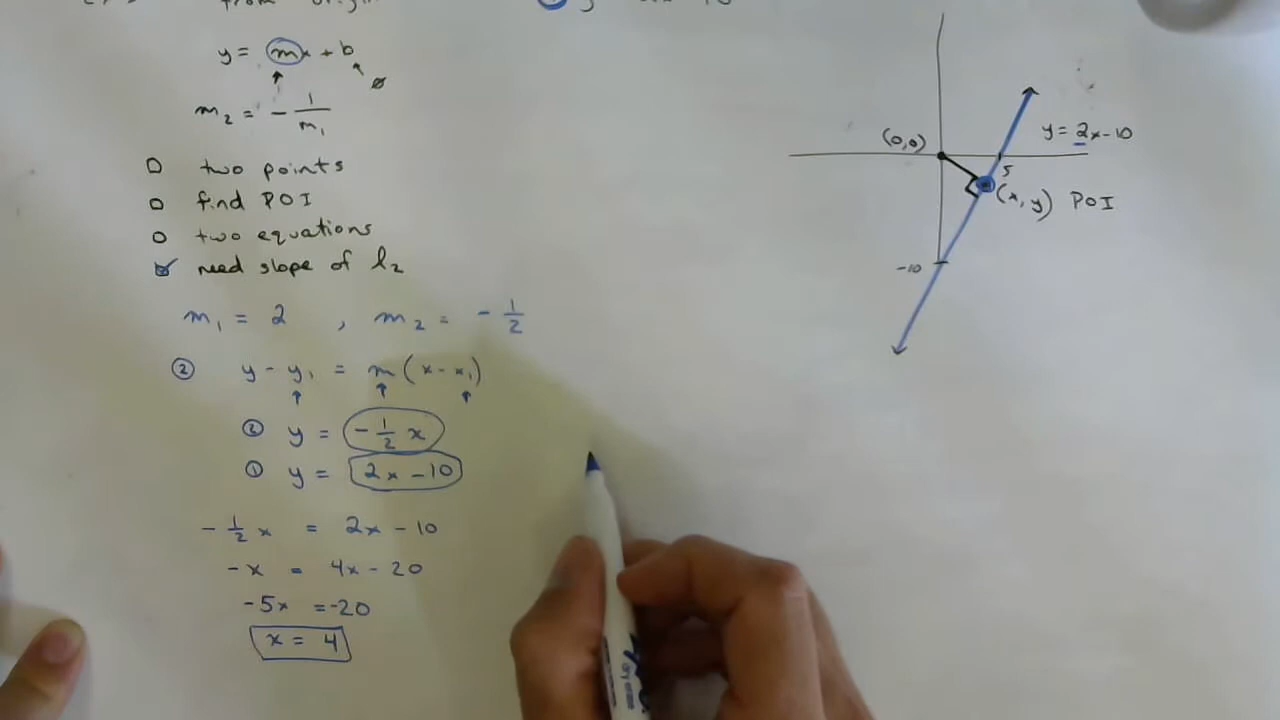 from origin
y = mx + b
ø
m₂ = - 1/m₁
two points
find POI
two equations
need slope of l₂
m₁ = 2 , m₂ = - 1/2
② y - y₁ = m (x - x₁)
② y = - 1/2 x
① y = 2x - 10
- 1/2 x = 2x - 10
-x = 4x - 20
-5x = -20
x = 4
y = 2x - 10
(0,0)
5
(x, y) POI
-10